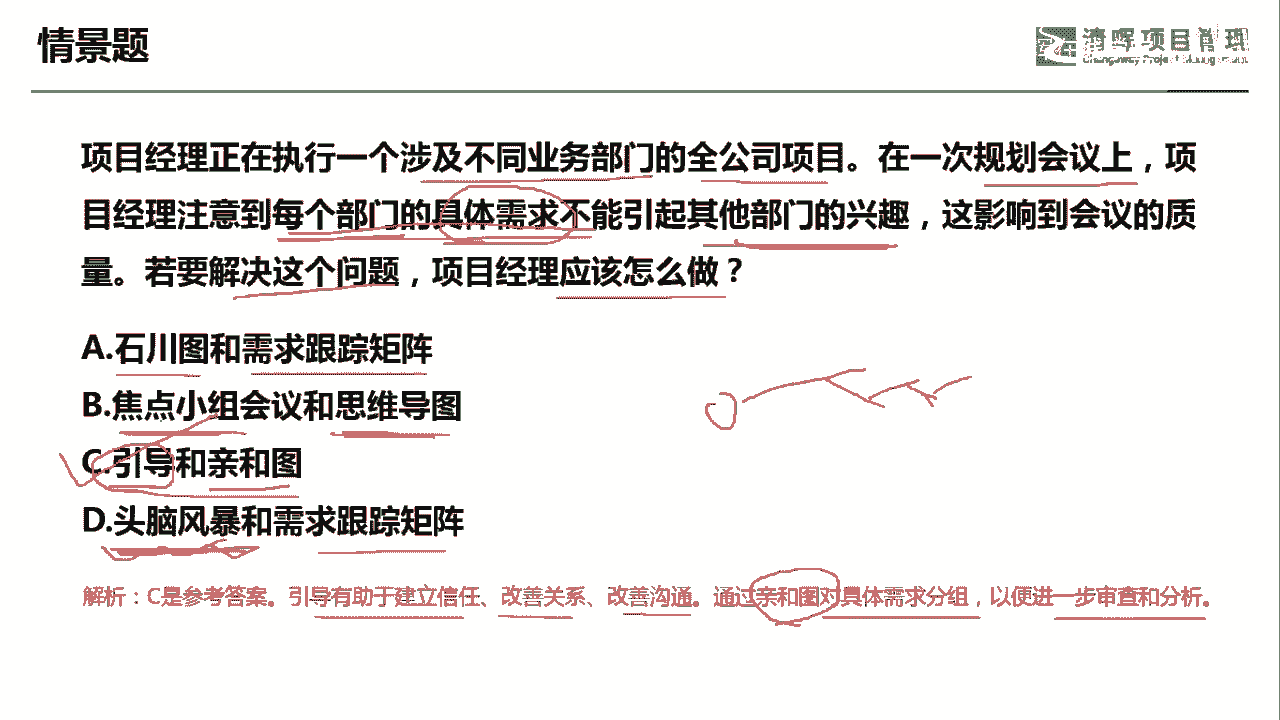 情景题
清晖项目管理
项目经理正在执行一个涉及不同业务部门的全公司项目。在一次规划会议上，项
目经理注意到每个部门的具体需求不能引起其他部门的兴趣，这影响到会议的质
量。若要解决这个问题，项目经理应该怎么做？
A.石川图和需求跟踪矩阵
B.焦点小组会议和思维导图
C.引导和亲和图
D.头脑风暴和需求跟踪矩阵
解析：C是参考答案。引导有助于建立信任、改善关系、改善沟通。通过亲和图对具体需求分组，以便进一步审查和分析。